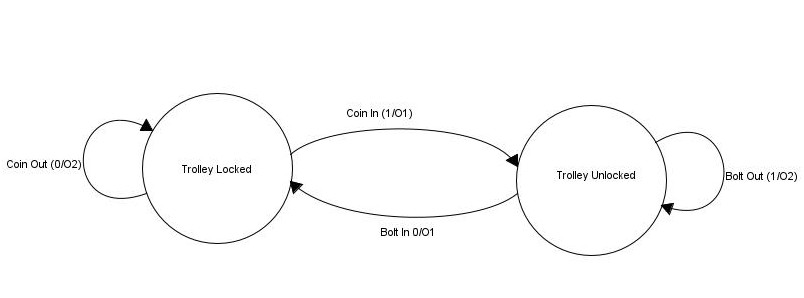 Coin In (1/O1)
Coin Out (0/O2)
Trolley Locked
Trolley Unlocked
Bolt Out (1/O2)
Bolt In 0/O1